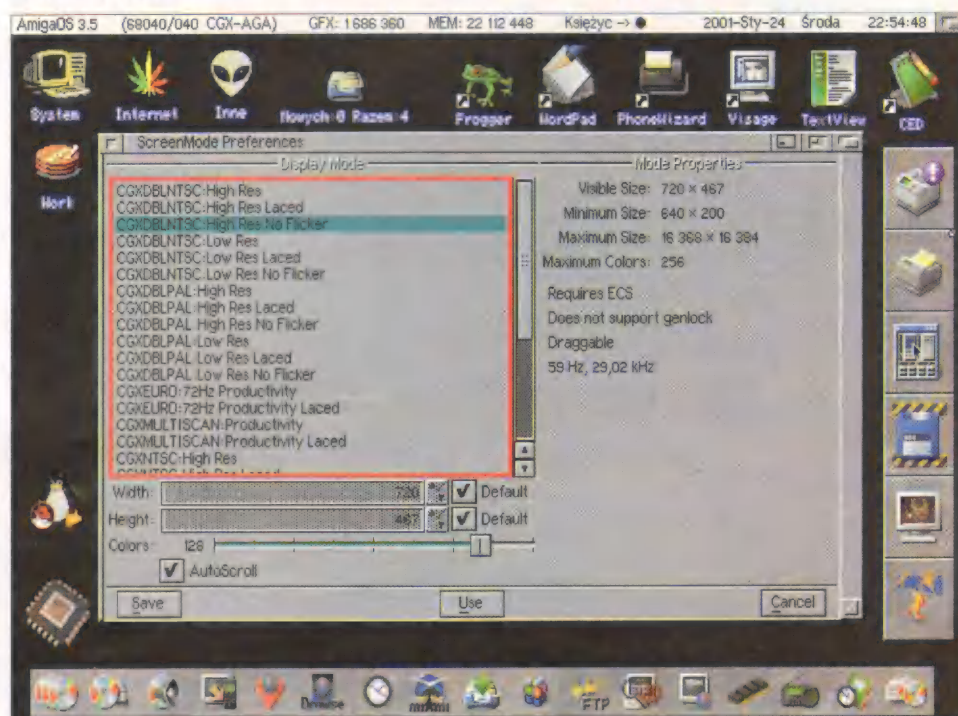 AmigaOS 3.5 (68040/040 CGX-AGA) GFX: 1 686 360 MEM: 22 112 448 Księżyc -> ● 2001-Sty-24 Środa 22:54:48
System
Internet
Inne
Nowych 0 Razem 4
Frogger
WordPad
PhoneWizard
Visage
TextView
CED
Work
ScreenMode Preferences
Display Mode
CGXDBLNTSC:High Res
CGXDBLNTSC:High Res Laced
CGXDBLNTSC:High Res No Flicker
CGXDBLNTSC:Low Res
CGXDBLNTSC:Low Res Laced
CGXDBLNTSC:Low Res No Flicker
CGXDBLPAL:High Res
CGXDBLPAL:High Res Laced
CGXDBLPAL:High Res No Flicker
CGXDBLPAL:Low Res
CGXDBLPAL:Low Res Laced
CGXDBLPAL:Low Res No Flicker
CGXEURO:72Hz Productivity
CGXEURO:72Hz Productivity Laced
CGXMULTISCAN:Productivity
CGXMULTISCAN:Productivity Laced
CGXNTSC:High Res
CGXNTSC:High Res Laced
Mode Properties
Visible Size: 720 × 467
Minimum Size: 640 × 200
Maximum Size: 16 368 × 16 384
Maximum Colors: 256
Requires ECS
Does not support genlock
Draggable
59 Hz, 29,02 kHz
Width: 720 Default
Height: 467 Default
Colors: 128
AutoScroll
Save
Use
Cancel
Browse
FTP